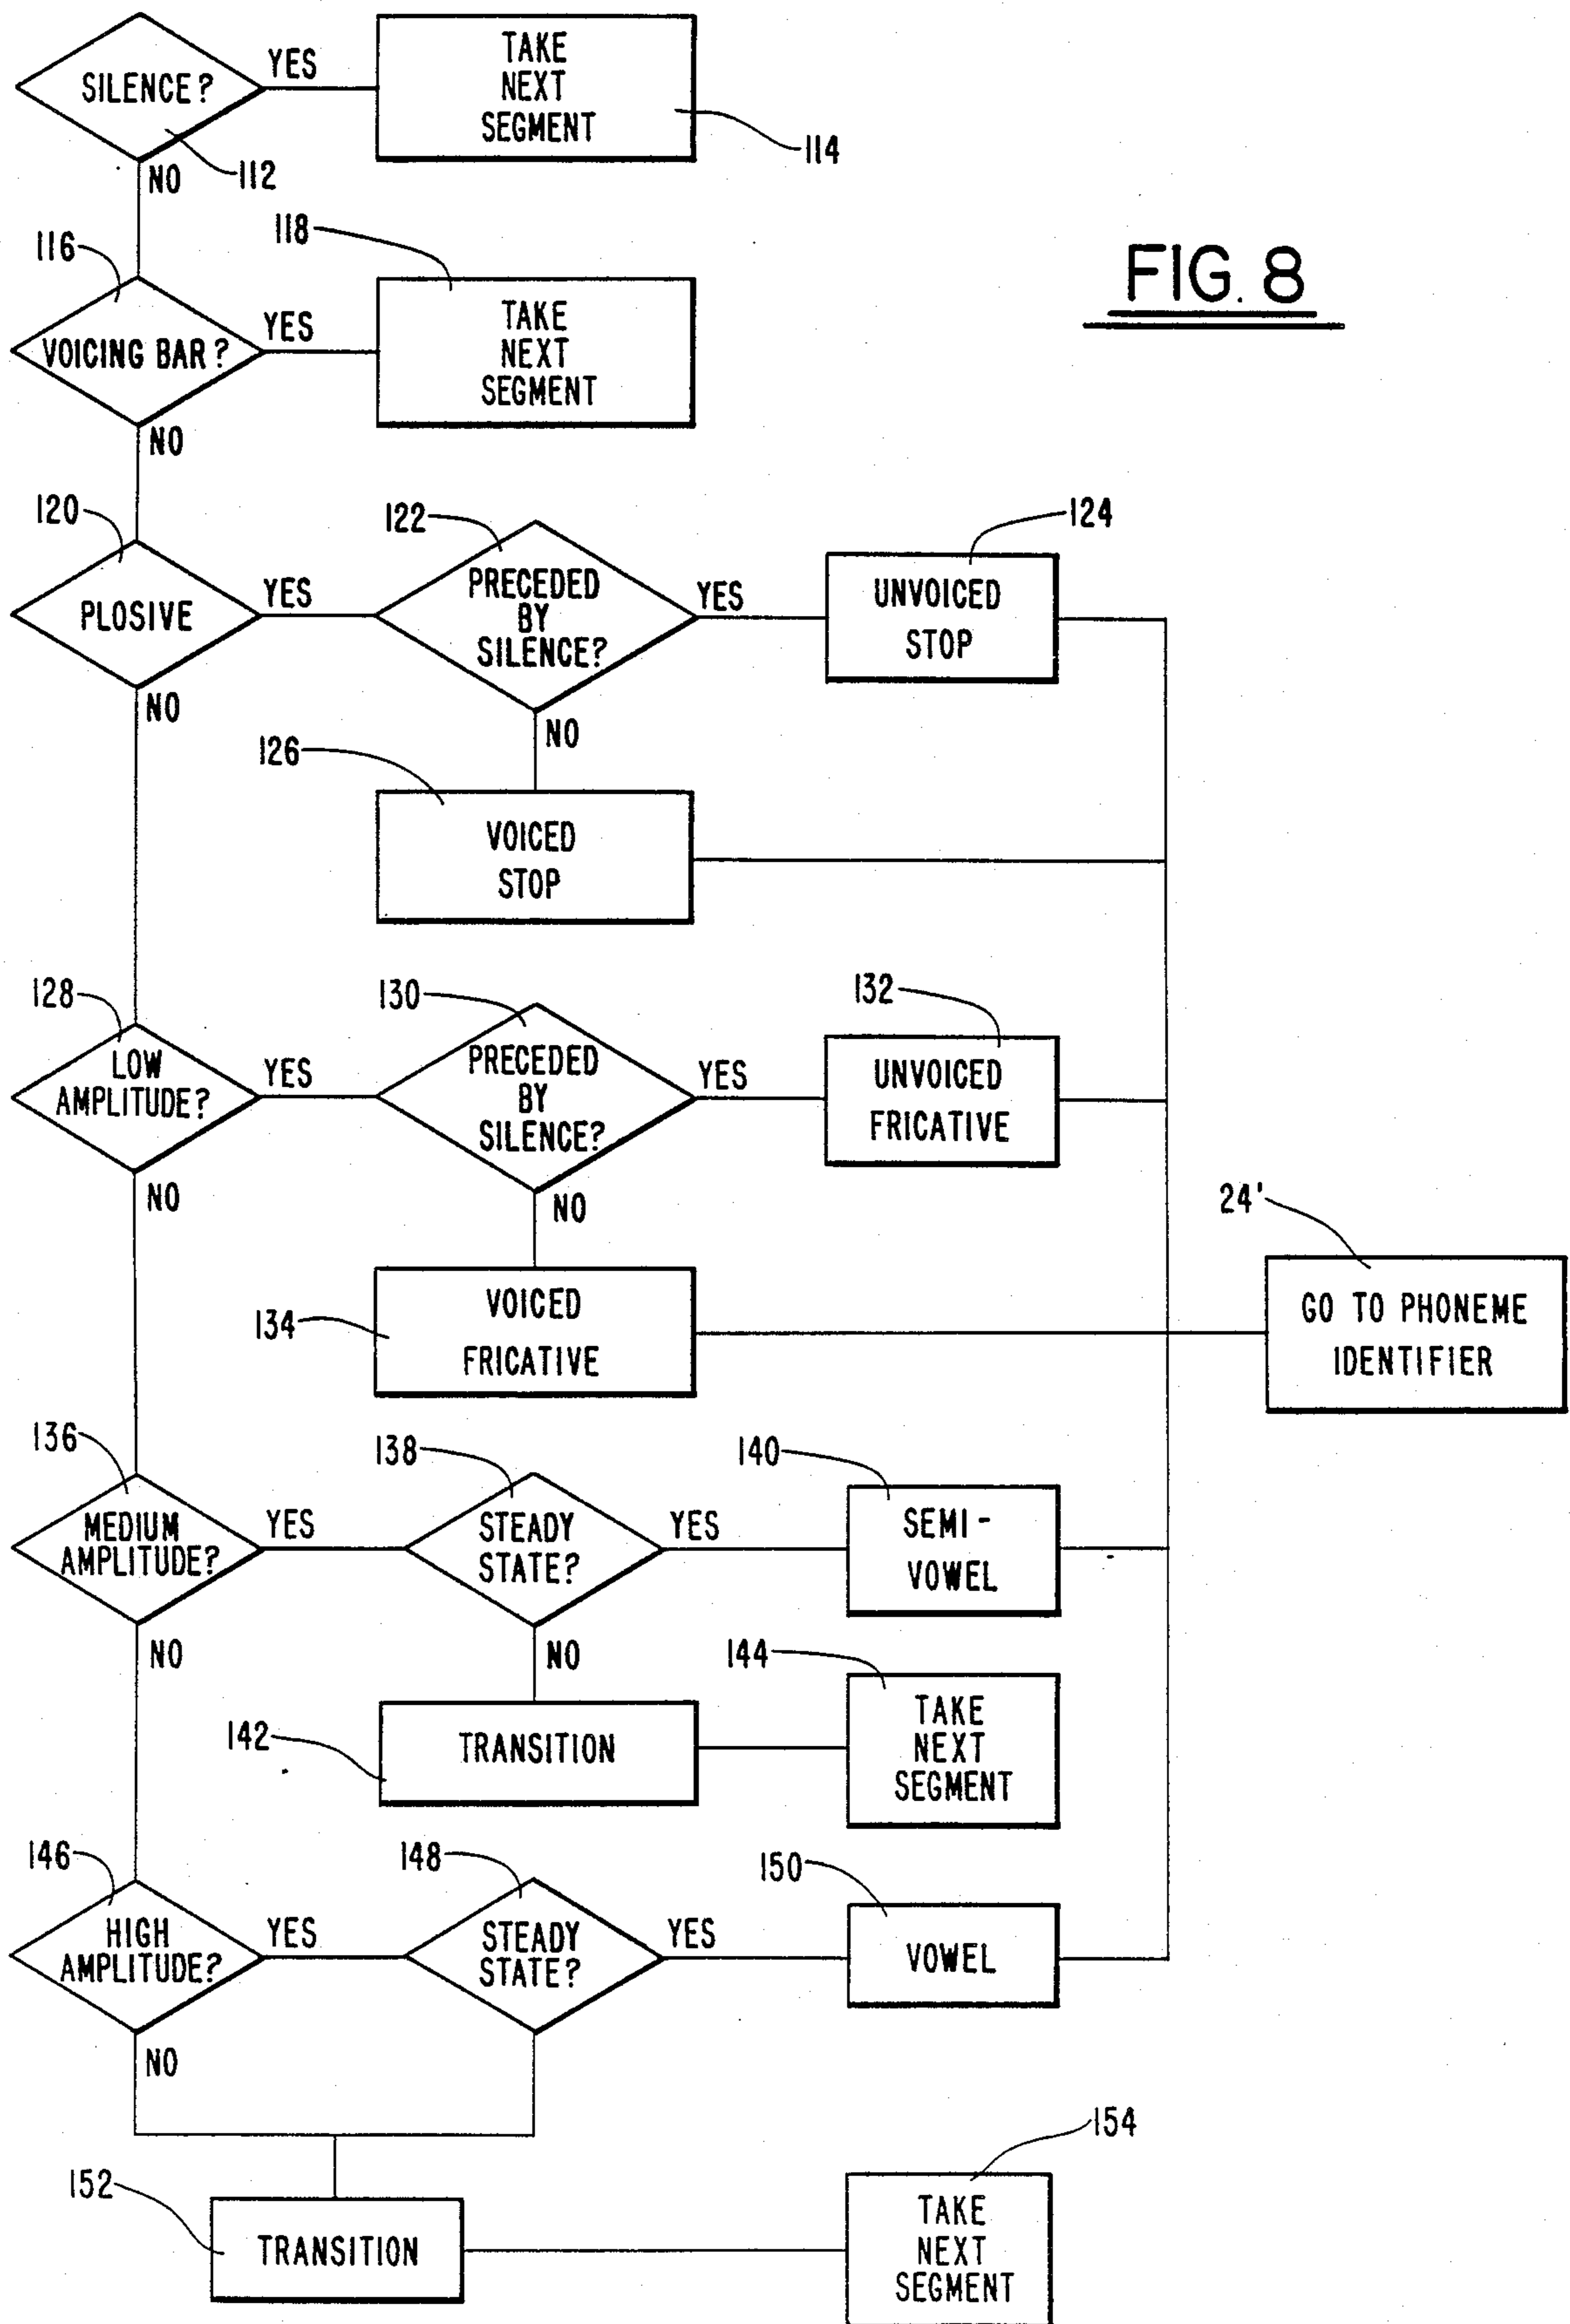 SILENCE?
YES
TAKE
NEXT
SEGMENT
114
112
NO
116
118
FIG. 8
VOICING BAR?
YES
TAKE
NEXT
SEGMENT
NO
120
122
124
PLOSIVE
YES
PRECEDED
BY
SILENCE?
YES
UNVOICED
STOP
NO
NO
126
VOICED
STOP
128
130
132
LOW
AMPLITUDE?
YES
PRECEDED
BY
SILENCE?
YES
UNVOICED
FRICATIVE
NO
NO
24'
134
VOICED
FRICATIVE
GO TO PHONEME
IDENTIFIER
136
138
140
MEDIUM
AMPLITUDE?
YES
STEADY
STATE?
YES
SEMI-
VOWEL
NO
NO
144
142
TRANSITION
TAKE
NEXT
SEGMENT
146
148
150
HIGH
AMPLITUDE?
YES
STEADY
STATE?
YES
VOWEL
NO
154
152
TRANSITION
TAKE
NEXT
SEGMENT